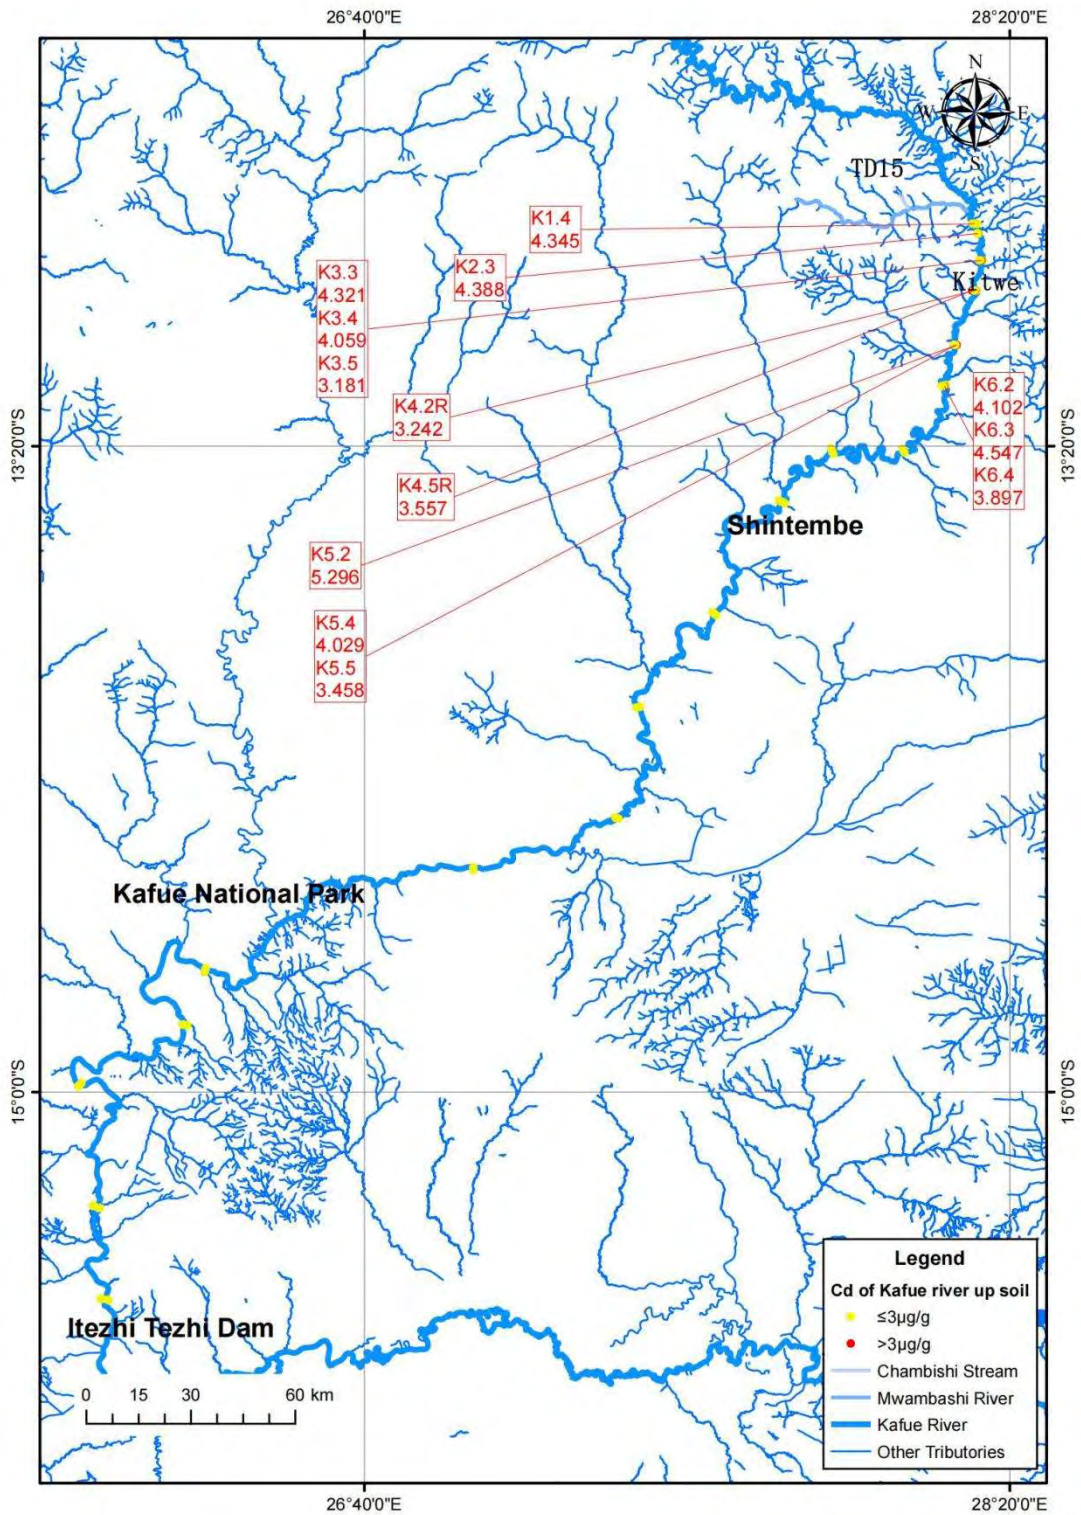 26°40'0"E
28°20'0"E
N
W
E
S
TD15
K1.4
4.345
K2.3
4.388
K3.3
4.321
K3.4
4.059
K3.5
3.181
Kitwe
K4.2R
3.242
K6.2
4.102
K6.3
4.547
K6.4
3.897
13°20'0"S
13°20'0"S
K4.5R
3.557
Shintembe
K5.2
5.296
K5.4
4.029
K5.5
3.458
Kafue National Park
15°0'0"S
15°0'0"S
Itezhi Tezhi Dam
0 15 30 60 km
Legend
Cd of Kafue river up soil
≤3µg/g
>3µg/g
Chambishi Stream
Mwambashi River
Kafue River
Other Tributories
26°40'0"E
28°20'0"E